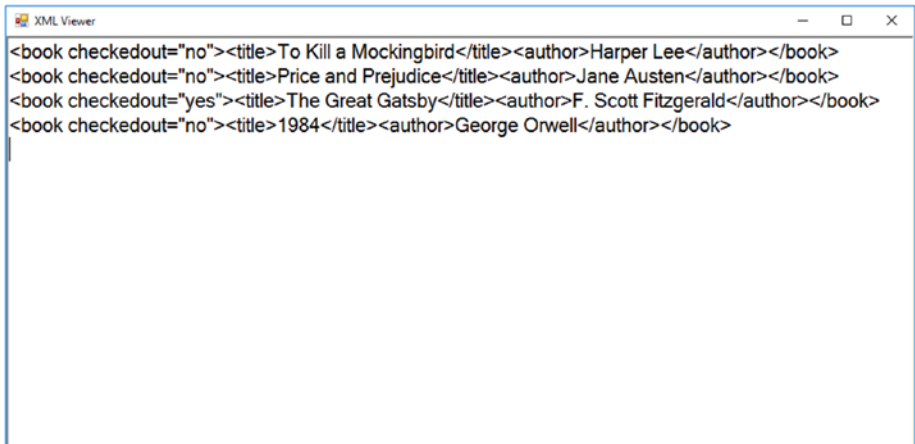 XML Viewer
<book checkedout="no"><title>To Kill a Mockingbird</title><author>Harper Lee</author></book>
<book checkedout="no"><title>Price and Prejudice</title><author>Jane Austen</author></book>
<book checkedout="yes"><title>The Great Gatsby</title><author>F. Scott Fitzgerald</author></book>
<book checkedout="no"><title>1984</title><author>George Orwell</author></book>